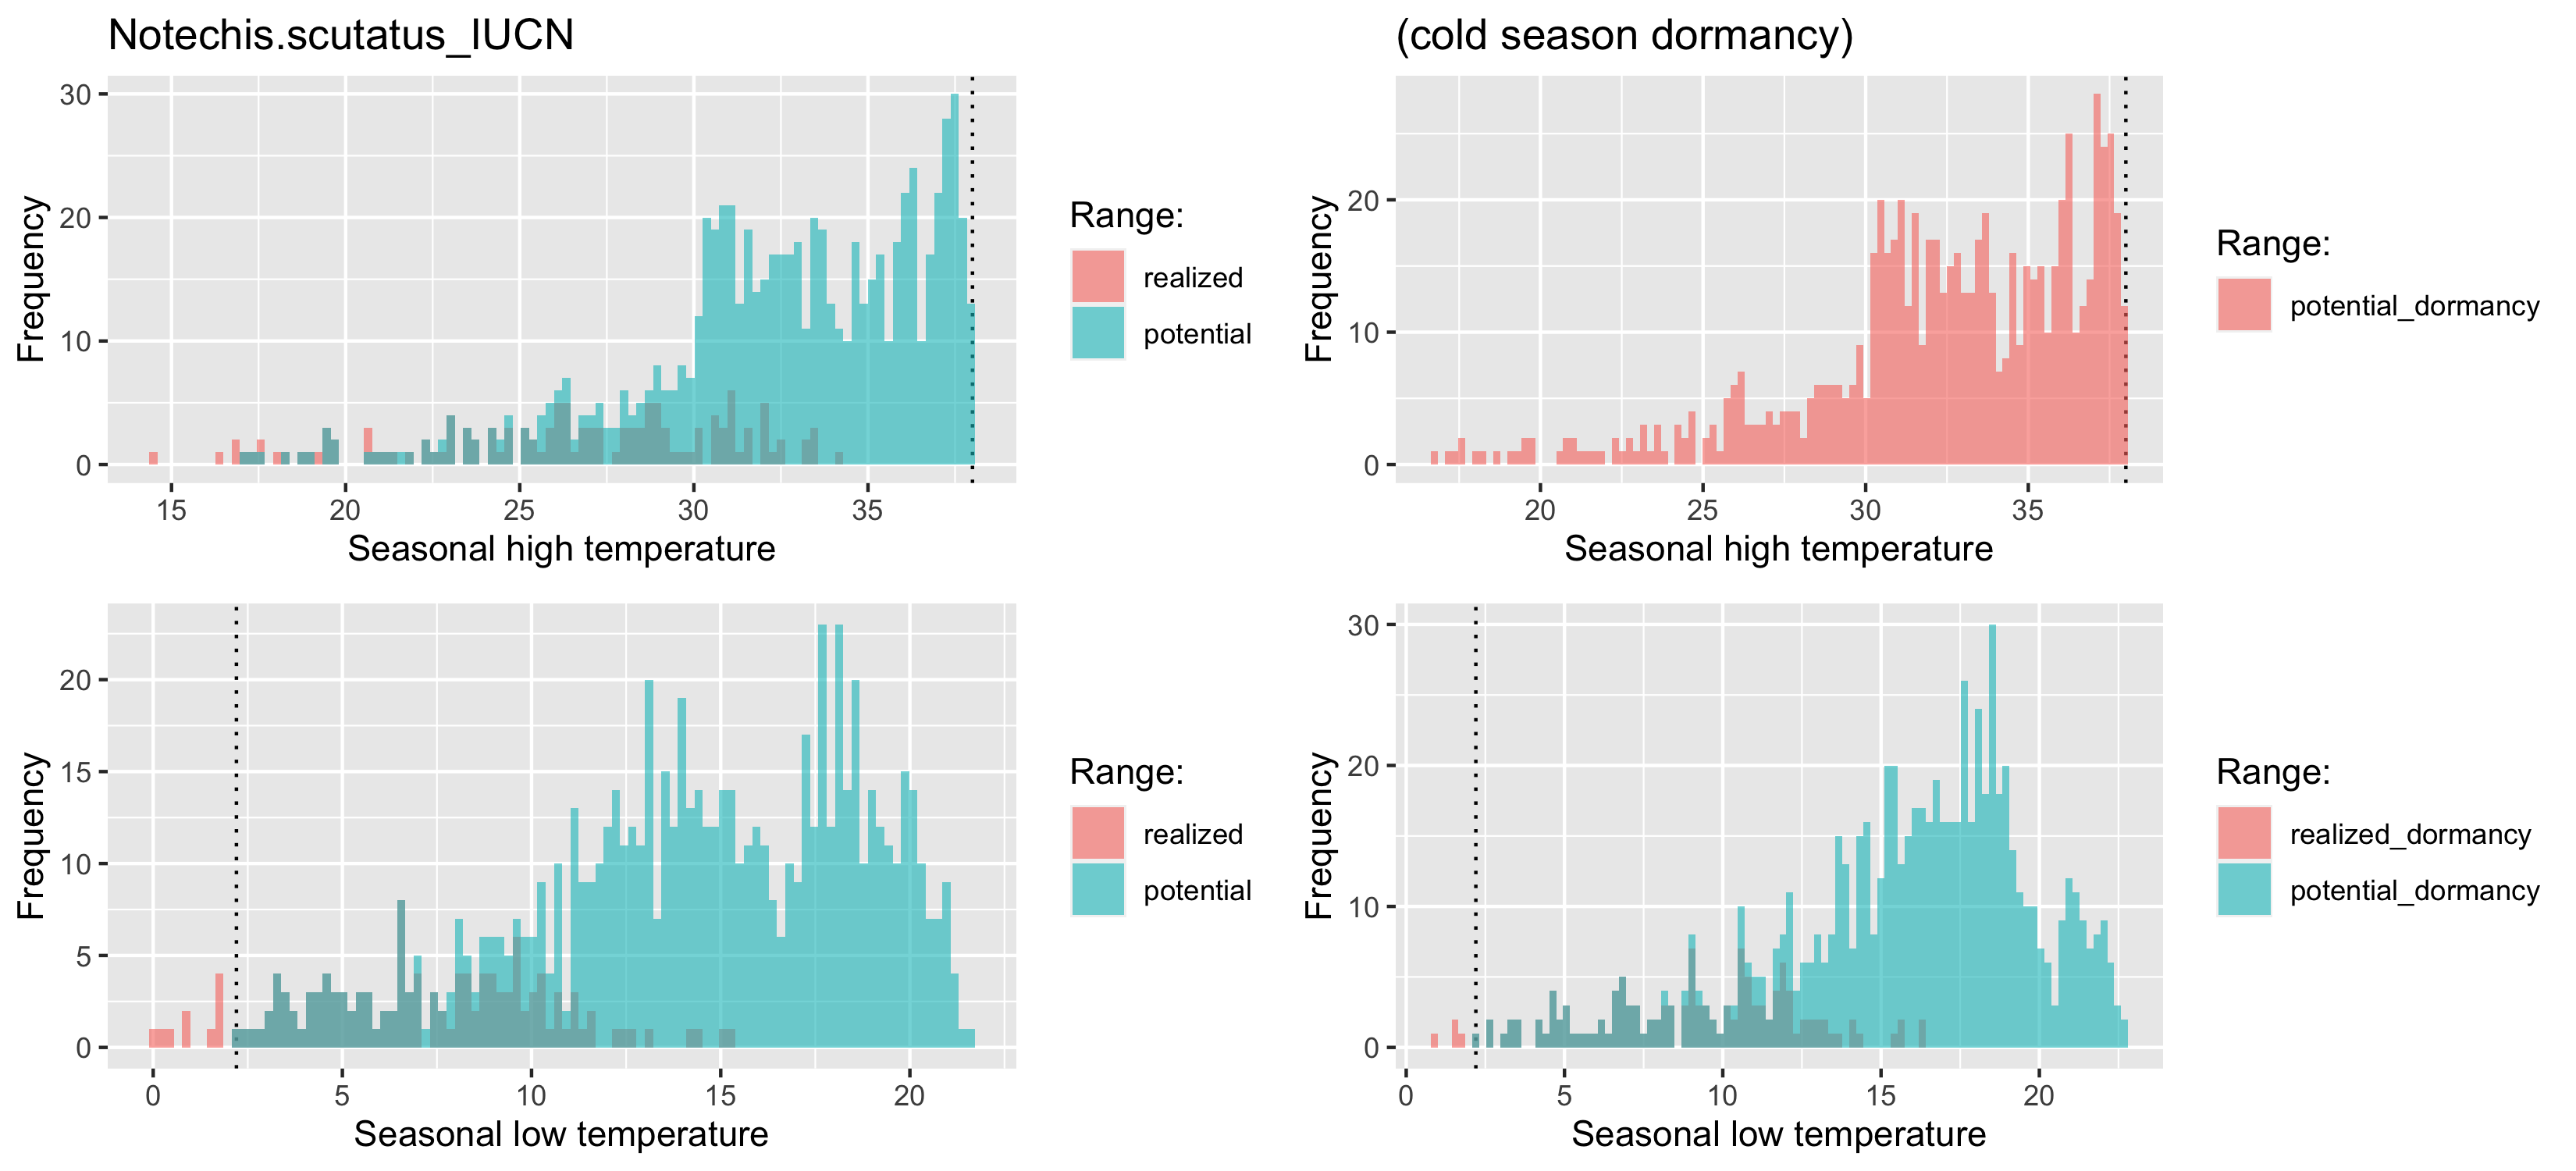 Notechis.scutatus_IUCN
30
20
10
0
Frequency
15 20 25 30 35
Seasonal high temperature
Range:
realized
potential
(cold season dormancy)
20
10
0
Frequency
20 25 30 35
Seasonal high temperature
Range:
potential_dormancy
20
15
10
5
0
Frequency
0 5 10 15 20
Seasonal low temperature
Range:
realized
potential
30
20
10
0
Frequency
0 5 10 15 20
Seasonal low temperature
Range:
realized_dormancy
potential_dormancy